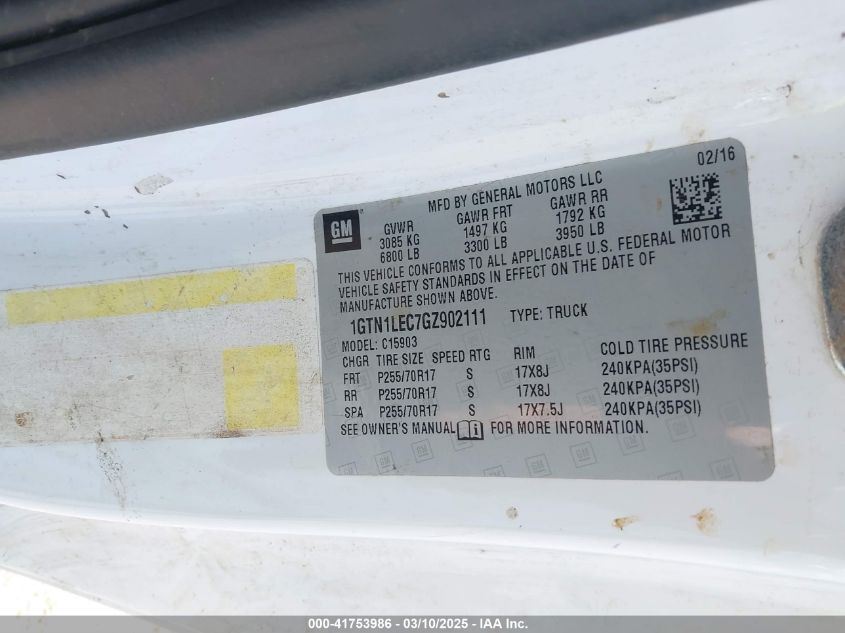 02/16
MFD BY GENERAL MOTORS LLC
GM
GVWR GAWR FRT GAWR RR
3085 KG 1497 KG 1792 KG
6800 LB 3300 LB 3950 LB
THIS VEHICLE CONFORMS TO ALL APPLICABLE U.S. FEDERAL MOTOR
VEHICLE SAFETY STANDARDS IN EFFECT ON THE DATE OF
MANUFACTURE SHOWN ABOVE.
1GTN1LEC7GZ902111 TYPE: TRUCK
MODEL: C15903
CHGR TIRE SIZE SPEED RTG RIM COLD TIRE PRESSURE
FRT P255/70R17 S 17X8J 240KPA(35PSI)
RR P255/70R17 S 17X8J 240KPA(35PSI)
SPA P255/70R17 S 17X7.5J 240KPA(35PSI)
SEE OWNER'S MANUAL FOR MORE INFORMATION.
000-41753986 - 03/10/2025 - IAA Inc.